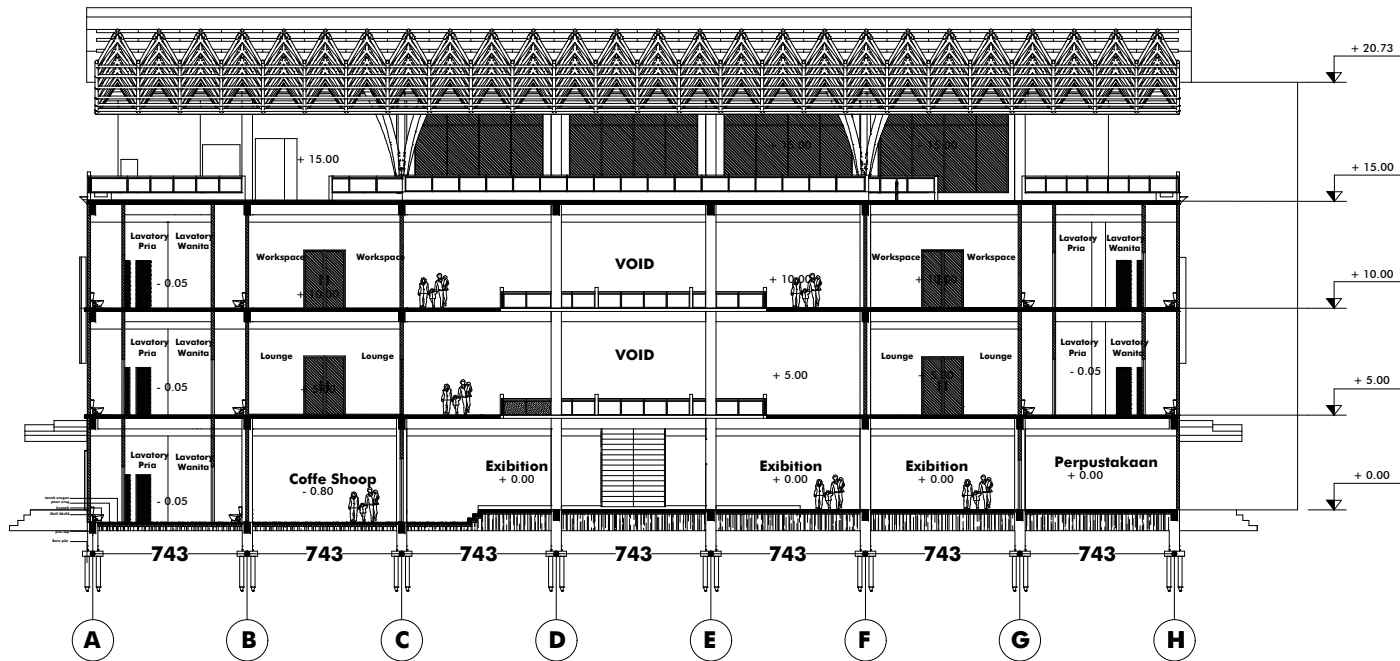 + 20.73
+ 15.00
+ 15.00
+ 15.00
+ 15.00
Lavatory Pria
Lavatory Wanita
- 0.05
Workspace
Workspace
+ 10.00
VOID
+ 10.00
Workspace
Workspace
+ 10.00
Lavatory Pria
Lavatory Wanita
+ 10.00
Lavatory Pria
Lavatory Wanita
- 0.05
Lounge
Lounge
+ 5.00
VOID
+ 5.00
Lounge
Lounge
+ 5.00
Lavatory Pria
Lavatory Wanita
- 0.05
+ 5.00
Lavatory Pria
Lavatory Wanita
- 0.05
Coffe Shoop
- 0.80
Exibition
+ 0.00
Exibition
+ 0.00
Exibition
+ 0.00
Perpustakaan
+ 0.00
+ 0.00
743
743
743
743
743
743
743
A
B
C
D
E
F
G
H